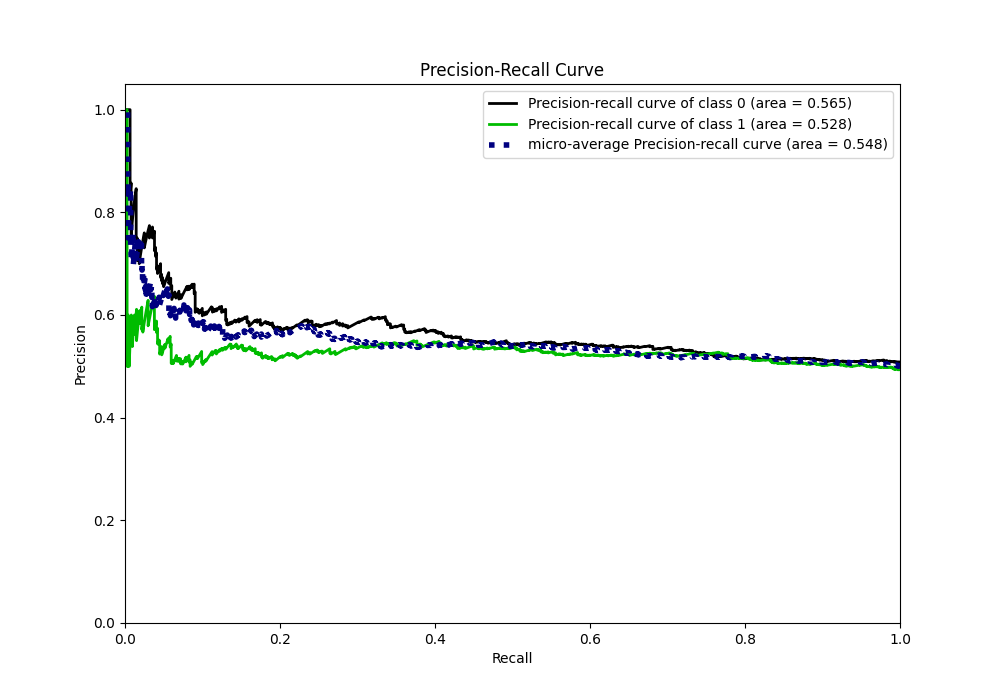 Precision-Recall Curve
Precision-recall curve of class 0 (area = 0.565)
Precision-recall curve of class 1 (area = 0.528)
micro-average Precision-recall curve (area = 0.548)
1.0
0.8
0.6
0.4
0.2
0.0
Precision
0.0 0.2 0.4 0.6 0.8 1.0
Recall